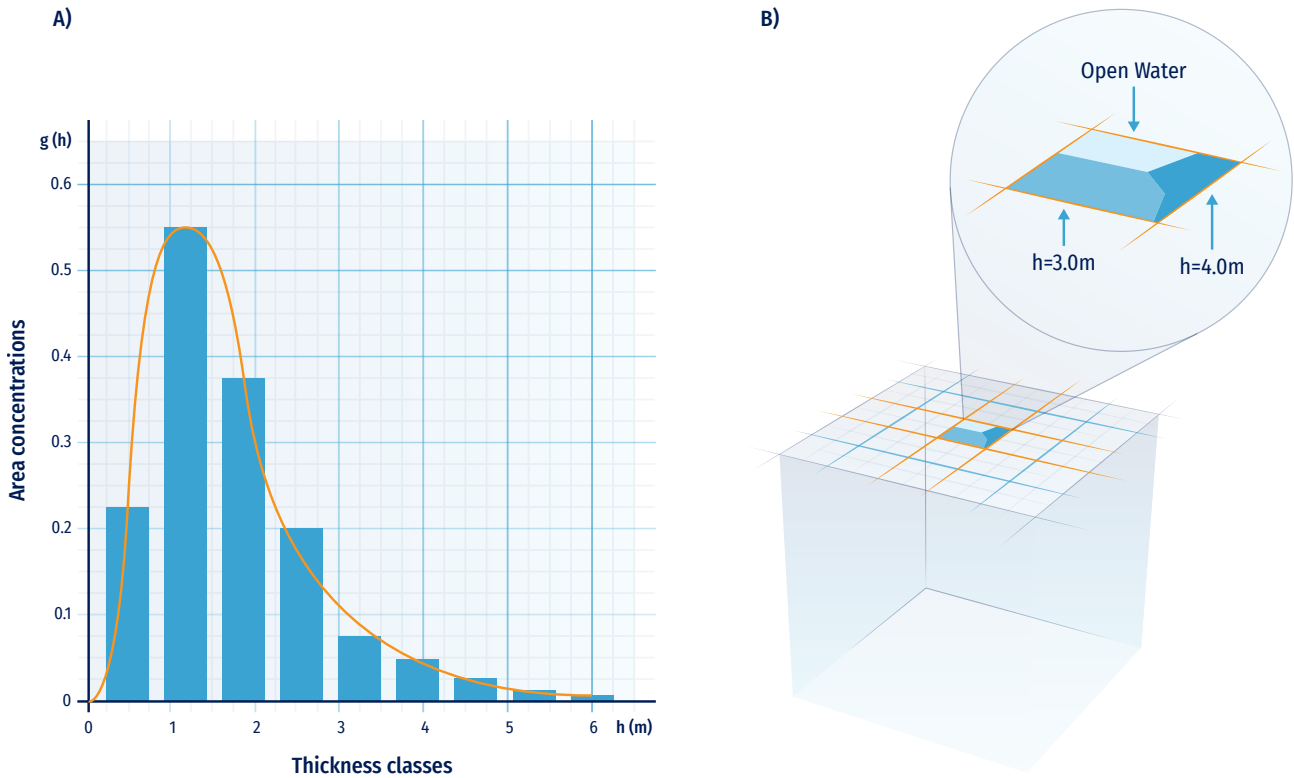 A)
g (h)
0.6
0.5
0.4
0.3
0.2
0.1
0
Area concentrations
0 1 2 3 4 5 6 h (m)
Thickness classes
B)
Open Water
h=3.0m
h=4.0m